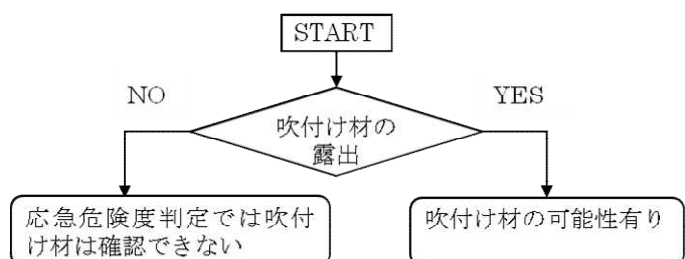 START
NO
YES
吹付け材の
露出
応急危険度判定では吹付
け材は確認できない
吹付け材の可能性有り